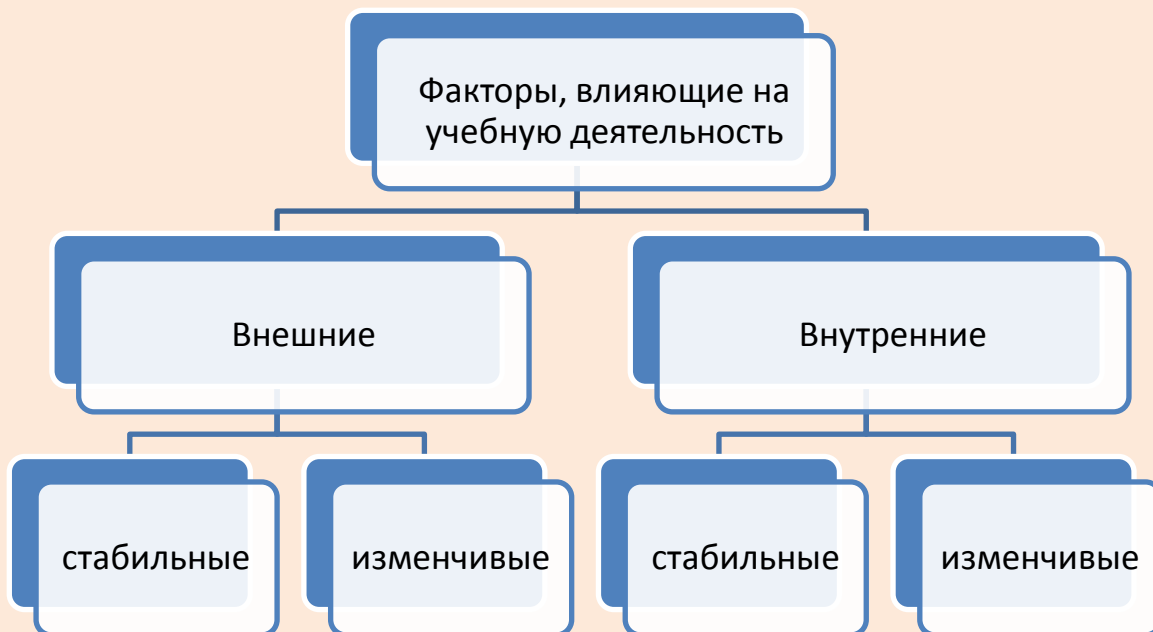 Факторы, влияющие на
учебную деятельность
Внешние
Внутренние
стабильные
изменчивые
стабильные
изменчивые